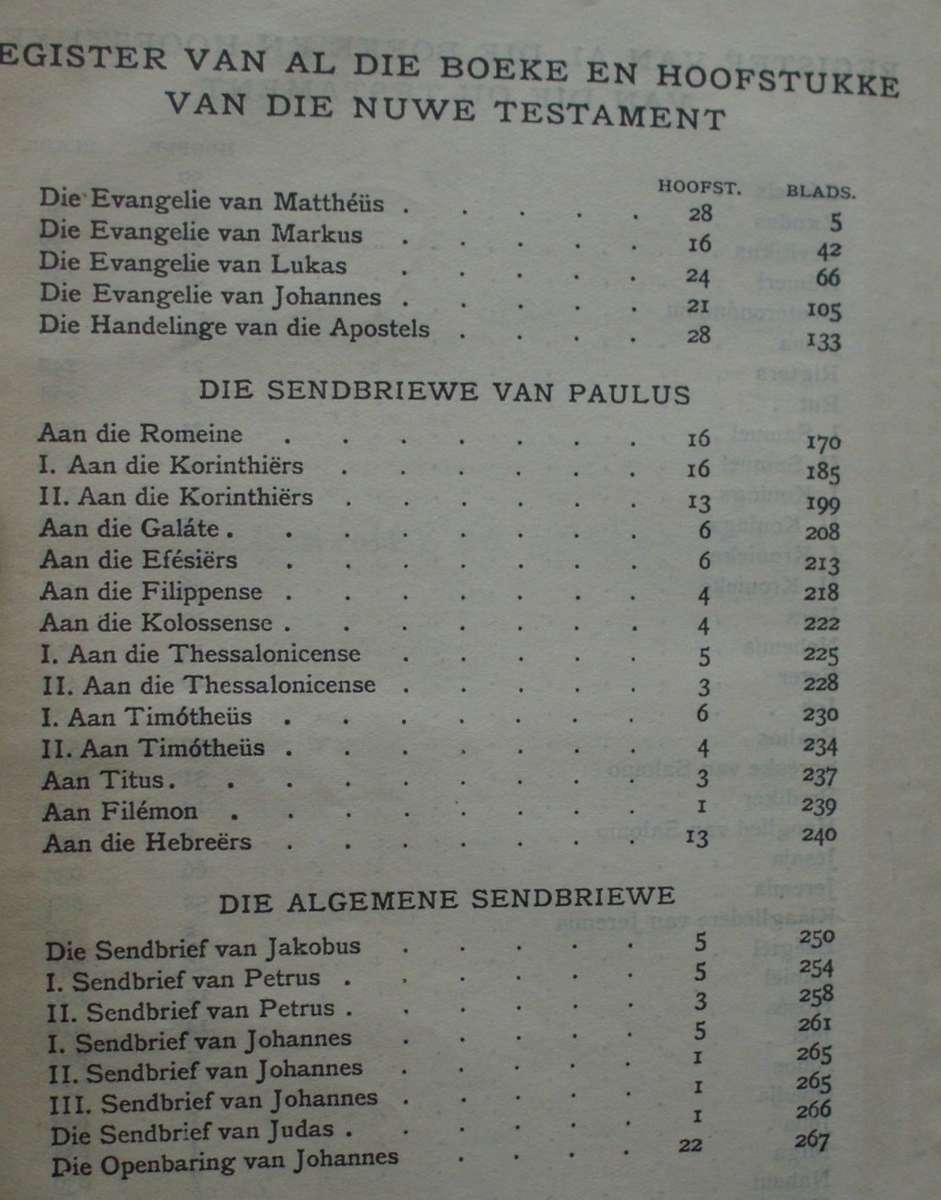 EGISTER VAN AL DIE BOEKE EN HOOFSTUKKE
VAN DIE NUWE TESTAMENT
HOOFST. BLADS.
Die Evangelie van Matthéüs . . . . . 28 5
Die Evangelie van Markus . . . . . 16 42
Die Evangelie van Lukas . . . . . 24 66
Die Evangelie van Johannes . . . . . 21 105
Die Handelinge van die Apostels . . . . 28 133
DIE SENDBRIEWE VAN PAULUS
Aan die Romeine . . . . . . . 16 170
I. Aan die Korinthiërs . . . . . . 16 185
II. Aan die Korinthiërs . . . . . . 13 199
Aan die Galáte . . . . . . . . 6 208
Aan die Efésiërs . . . . . . . 6 213
Aan die Filippense . . . . . . . 4 218
Aan die Kolossense . . . . . . . 4 222
I. Aan die Thessalonicense . . . . . 5 225
II. Aan die Thessalonicense . . . . . 3 228
I. Aan Timótheüs . . . . . . . 6 230
II. Aan Timótheüs . . . . . . . 4 234
Aan Titus . . . . . . . . . 3 237
Aan Filémon . . . . . . . . 1 239
Aan die Hebreërs . . . . . . . 13 240
DIE ALGEMENE SENDBRIEWE
Die Sendbrief van Jakobus . . . . . 5 250
I. Sendbrief van Petrus . . . . . . 5 254
II. Sendbrief van Petrus . . . . . . 3 258
I. Sendbrief van Johannes . . . . . 5 261
II. Sendbrief van Johannes . . . . . 1 265
III. Sendbrief van Johannes . . . . . 1 265
Die Sendbrief van Judas . . . . . . 1 266
Die Openbaring van Johannes . . . . 22 267